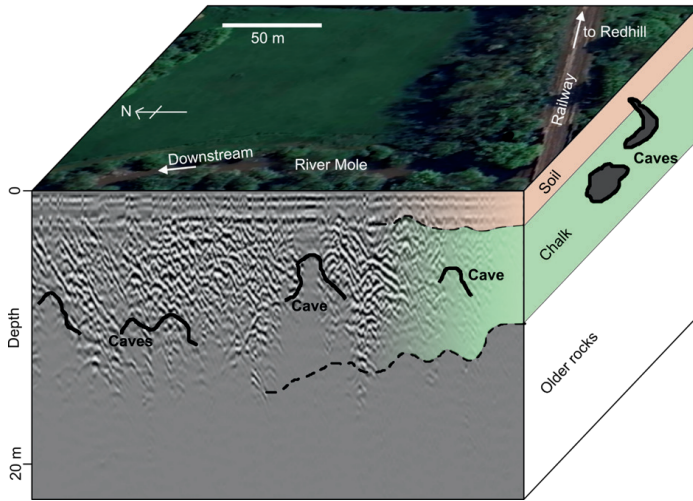 50 m
to Redhill
Railway
N
Downstream
River Mole
0
Soil
Caves
Chalk
Cave
Cave
Caves
Depth
Older rocks
20 m